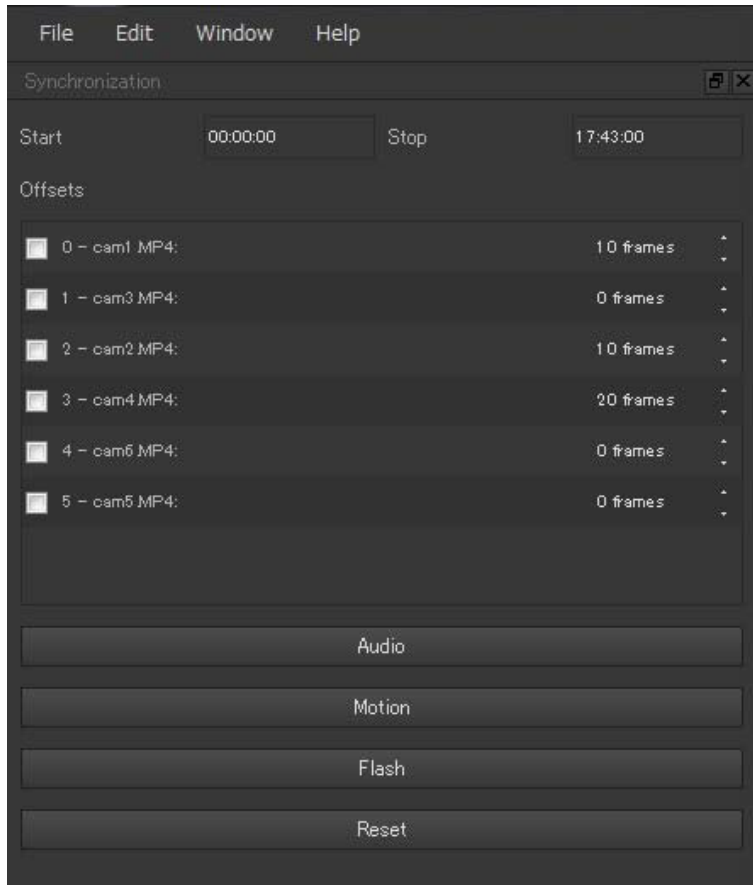 File Edit Window Help
Synchronization
Start 00:00:00 Stop 17:43:00
Offsets
0 - cam1.MP4: 10 frames
1 - cam3.MP4: 0 frames
2 - cam2.MP4: 10 frames
3 - cam4.MP4: 20 frames
4 - cam6.MP4: 0 frames
5 - cam5.MP4: 0 frames
Audio
Motion
Flash
Reset